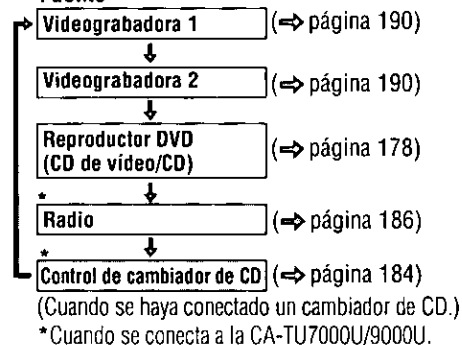 Videograbadora 1 (⇒ página 190)
Videograbadora 2 (⇒ página 190)
Reproductor DVD
(CD de vídeo/CD) (⇒ página 178)
*
Radio (⇒ página 186)
*
Control de cambiador de CD (⇒ página 184)
(Cuando se haya conectado un cambiador de CD.)
*Cuando se conecta a la CA-TU7000U/9000U.